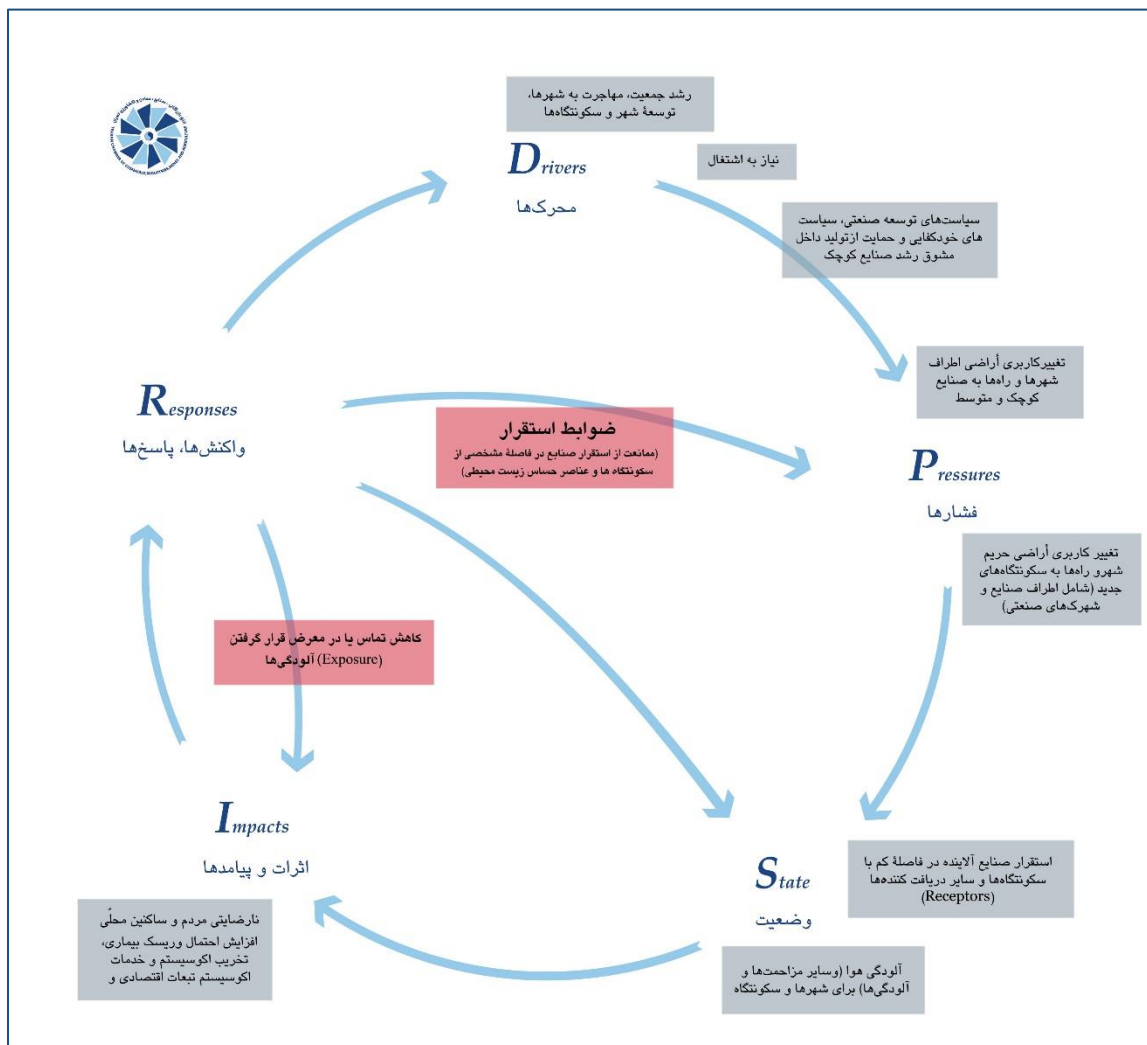 رشد جمعیت، مهاجرت به شهرها،
توسعهٔ شهر و سکونتگاه‌ها
Drivers
محرک‌ها
نیاز به اشتغال
سیاست‌های توسعه صنعتی، سیاست
های خودکفایی و حمایت ازتولید داخل
مشوق رشد صنایع کوچک
تغییرکاربری أراضی اطراف
شهرها و راه‌ها به صنایع
کوچک و متوسط
Responses
واکنش‌ها، پاسخ‌ها
ضوابط استقرار
(ممانعت از استقرار صنایع در فاصلهٔ مشخصی از
سکونتگاه ها و عناصر حساس زیست محیطی)
Pressures
فشارها
تغییر کاربری أراضی حریم
شهرو راه‌ها به سکونتگاه‌های
جدید (شامل اطراف صنایع و
شهرک‌های صنعتی)
کاهش تماس یا در معرض قرار گرفتن
آلودگی‌ها (Exposure)
Impacts
اثرات و پیامدها
نارضایتی مردم و ساکنین محلّی
افزایش احتمال وریسک بیماری،
تخریب اکوسیستم و خدمات
اکوسیستم تبعات اقتصادی و
State
وضعیت
استقرار صنایع آلاینده در فاصلهٔ کم با
سکونتگاه‌ها و سایر دریافت کننده‌ها
(Receptors)
آلودگی هوا (وسایر مزاحمت‌ها و
آلودگی‌ها) برای شهرها و سکونتگاه